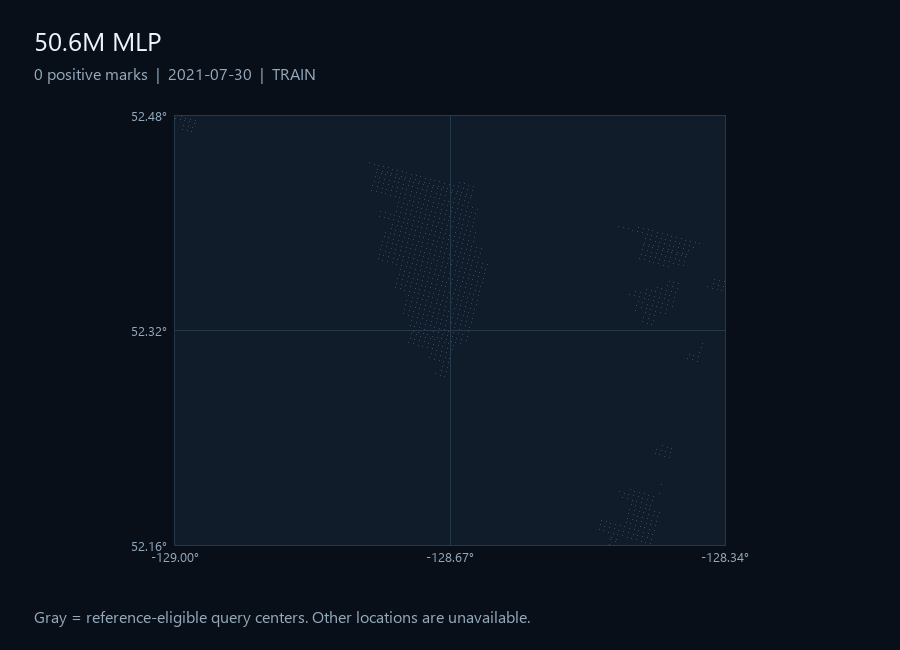 50.6M MLP
0 positive marks | 2021-07-30 | TRAIN
52.48°
52.32°
52.16°
-129.00°
-128.67°
-128.34°
Gray = reference-eligible query centers. Other locations are unavailable.